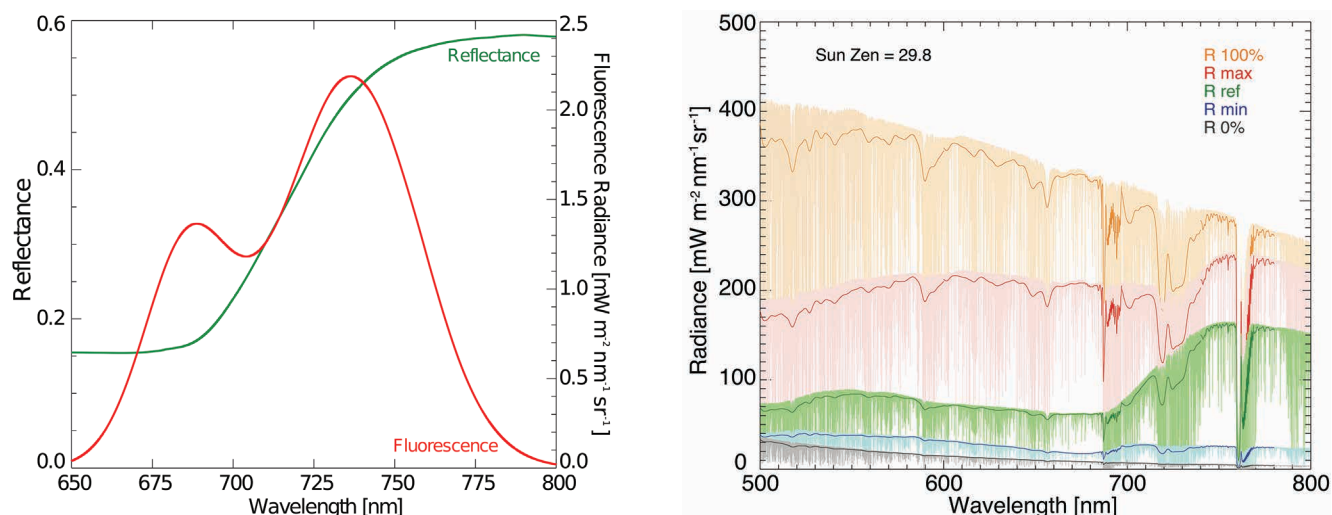 0.6
0.4
0.2
0.0
Reflectance
650
675
700
725
750
775
800
Wavelength [nm]
2.5
2.0
1.5
1.0
0.5
0.0
Fluorescence Radiance [mW m⁻² nm⁻¹ sr⁻¹]
Reflectance
Fluorescence
500
400
300
200
100
0
Radiance [mW m⁻² nm⁻¹ sr⁻¹]
Sun Zen = 29.8
R 100%
R max
R ref
R min
R 0%
500
600
700
800
Wavelength [nm]